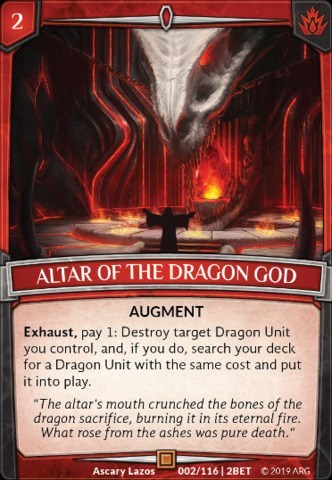 2
ALTAR OF THE DRAGON GOD
AUGMENT
Exhaust, pay 1: Destroy target Dragon Unit
you control, and, if you do, search your deck
for a Dragon Unit with the same cost and put
it into play.
"The altar's mouth crunched the bones of the
dragon sacrifice, burning it in its eternal fire.
What rose from the ashes was pure death."
Ascary Lazos 002/116 | 2BET © 2019 ARG